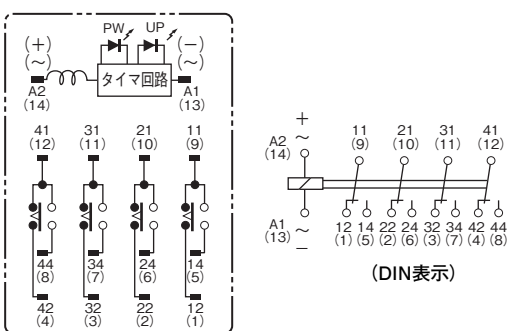 PW UP
(+) (−)
(~) (~)
タイマ回路
A2 A1
(14) (13)
41 31 21 11
(12) (11) (10) (9)
44 34 24 14
(8) (7) (6) (5)
42 32 22 12
(4) (3) (2) (1)
+
A2 ~ 11 21 31 41
(14) (9) (10) (11) (12)
A1 ~ 12 14 22 24 32 34 42 44
(13) (1) (5) (2) (6) (3) (7) (4) (8)
−
(DIN表示)